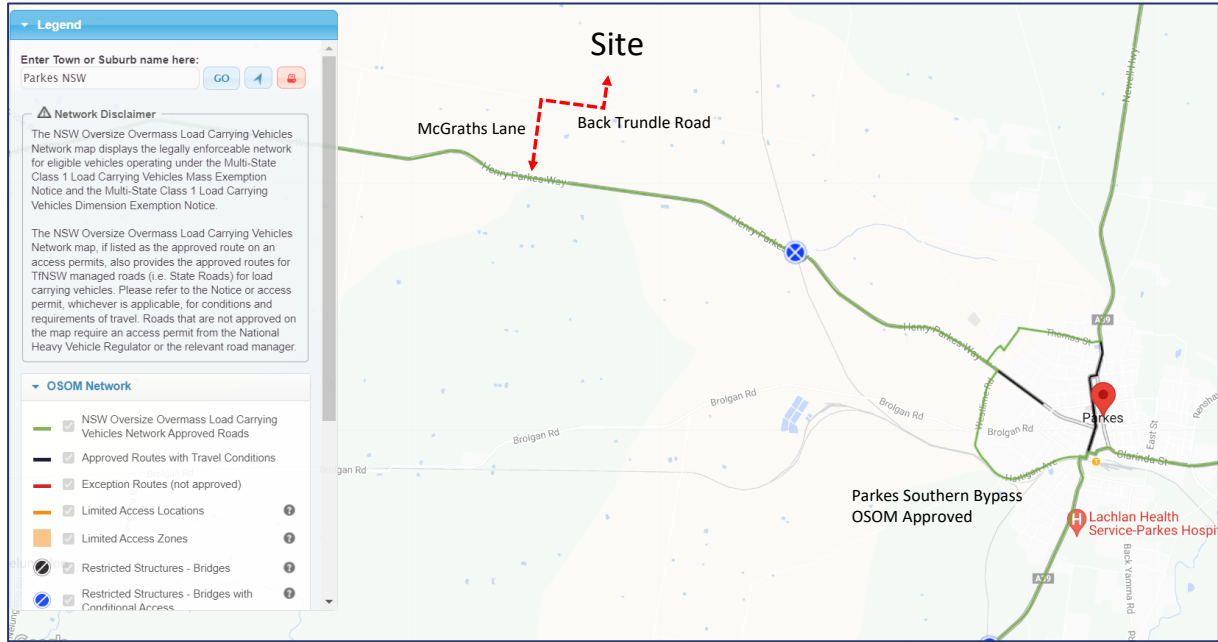 Legend
Enter Town or Suburb name here:
Parkes NSW
GO
Network Disclaimer
The NSW Oversize Overmass Load Carrying Vehicles
Network map displays the legally enforceable network
for eligible vehicles operating under the Multi-State
Class 1 Load Carrying Vehicles Mass Exemption
Notice and the Multi-State Class 1 Load Carrying
Vehicles Dimension Exemption Notice.
The NSW Oversize Overmass Load Carrying Vehicles
Network map, if listed as the approved route on an
access permits, also provides the approved routes for
TfNSW managed roads (i.e. State Roads) for load
carrying vehicles. Please refer to the Notice or access
permit, whichever is applicable, for conditions and
requirements of travel. Roads that are not approved on
the map require an access permit from the National
Heavy Vehicle Regulator or the relevant road manager.
OSOM Network
NSW Oversize Overmass Load Carrying
Vehicles Network Approved Roads
Approved Routes with Travel Conditions
Exception Routes (not approved)
Limited Access Locations
Limited Access Zones
Restricted Structures - Bridges
Restricted Structures - Bridges with
Conditional Access
Site
McGraths Lane
Back Trundle Road
Henry Parkes Way
Henry Parkes
Henry Parkes Way
Newell Hwy
A39
Thomas St
Westlime Rd
Parkes
East St
Brolgan Rd
Brolgan Rd
Brolgan Rd
Brolgan Rd
lgan Rd
Hartigan Ave
Clarinda St
Parkes Southern Bypass
OSOM Approved
H
Lachlan Health
Service-Parkes Hospi
A39
Back Yamma Rd